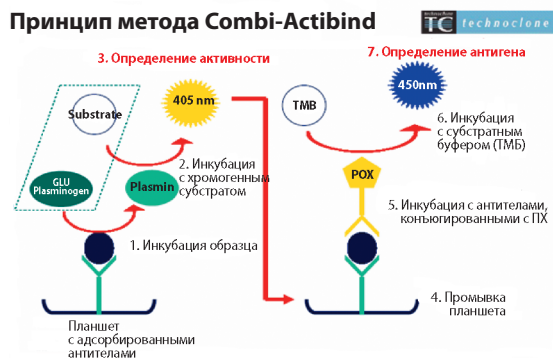 Принцип метода Combi-Actibind
TC technoclone
3. Определение активности
7. Определение антигена
Substrate
405 nm
TMB
450nm
6. Инкубация
с субстратным
буфером (ТМБ)
2. Инкубация
с хромогенным
субстратом
GLU
Plasminogen
Plasmin
POX
5. Инкубация с антителами,
конъюгированными с ПХ
1. Инкубация образца
4. Промывка
планшета
Планшет
с адсорбированными
антителами